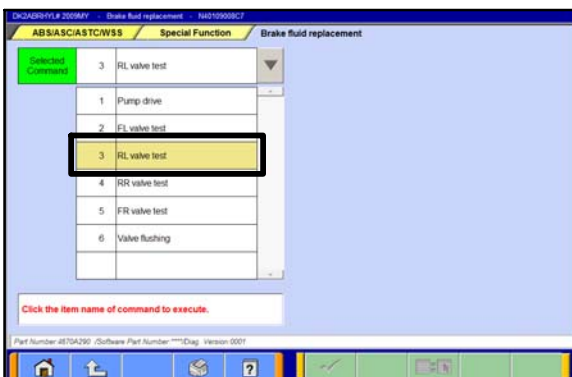 DK2ABRHYL# 2009MY - Brake fluid replacement - N40109008C7
ABS/ASC/ASTC/WSS Special Function Brake fluid replacement
Selected Command 3 RL valve test
1 Pump drive
2 FL valve test
3 RL valve test
4 RR valve test
5 FR valve test
6 Valve flushing
Click the item name of command to execute.
Part Number 4670A290 /Software Part Number ****/Diag. Version 0001
?